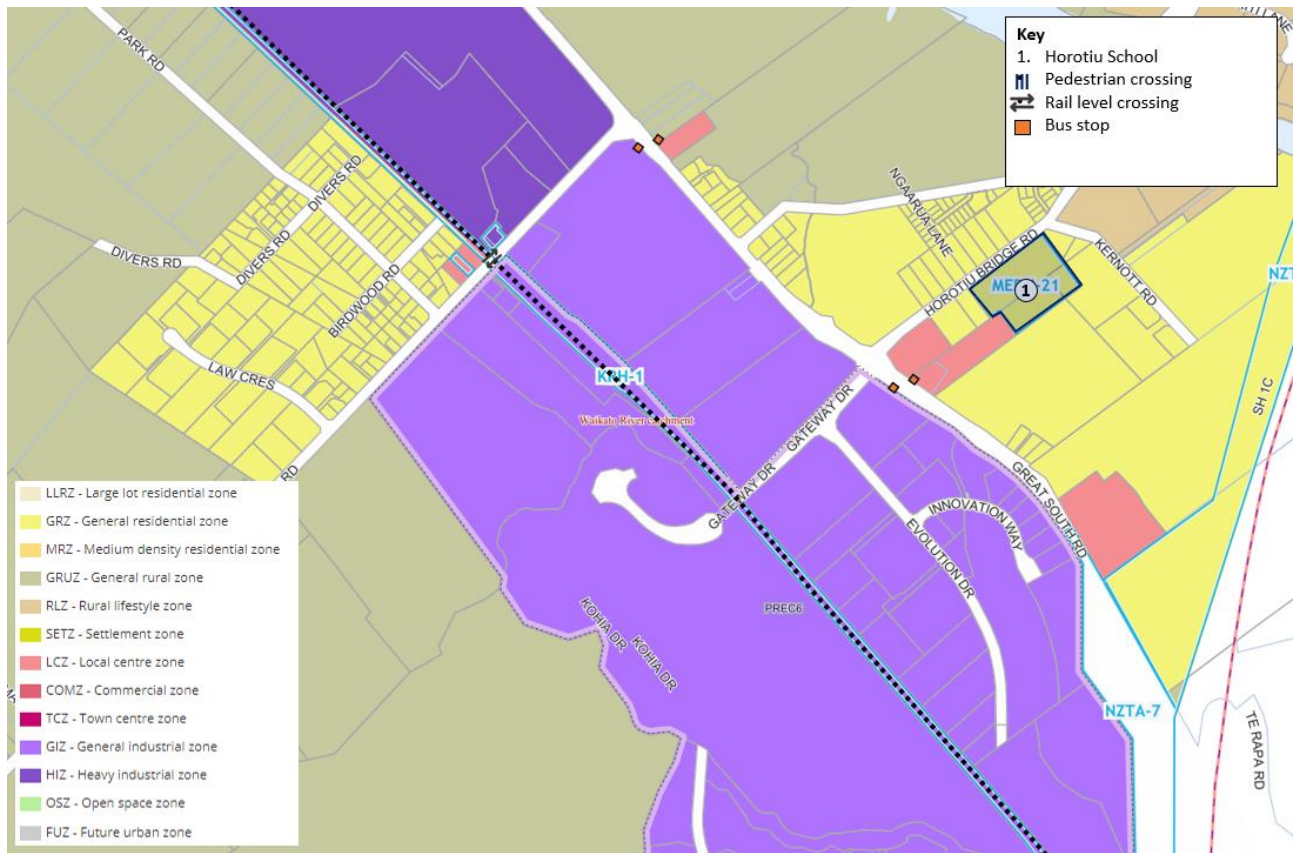 PARK RD
DIVERS RD
DIVERS RD
DIVERS RD
BIRDWOOD RD
LAW CRES
RD
KPH-1
Waikato River catchment
GATEWAY DR
GATEWAY DR
EVOLUTION DR
INNOVATION WAY
GREAT SOUTH RD
KOHIA DR
KOHIA DR
PREC6
NGAARUA LANE
HOROTIU BRIDGE RD
KERNOTT RD
1
SH 1C
NZT
NZTA-7
TE RAPA RD
Key
1. Horotiu School
Pedestrian crossing
Rail level crossing
Bus stop
LLRZ - Large lot residential zone
GRZ - General residential zone
MRZ - Medium density residential zone
GRUZ - General rural zone
RLZ - Rural lifestyle zone
SETZ - Settlement zone
LCZ - Local centre zone
COMZ - Commercial zone
TCZ - Town centre zone
GIZ - General industrial zone
HIZ - Heavy industrial zone
OSZ - Open space zone
FUZ - Future urban zone